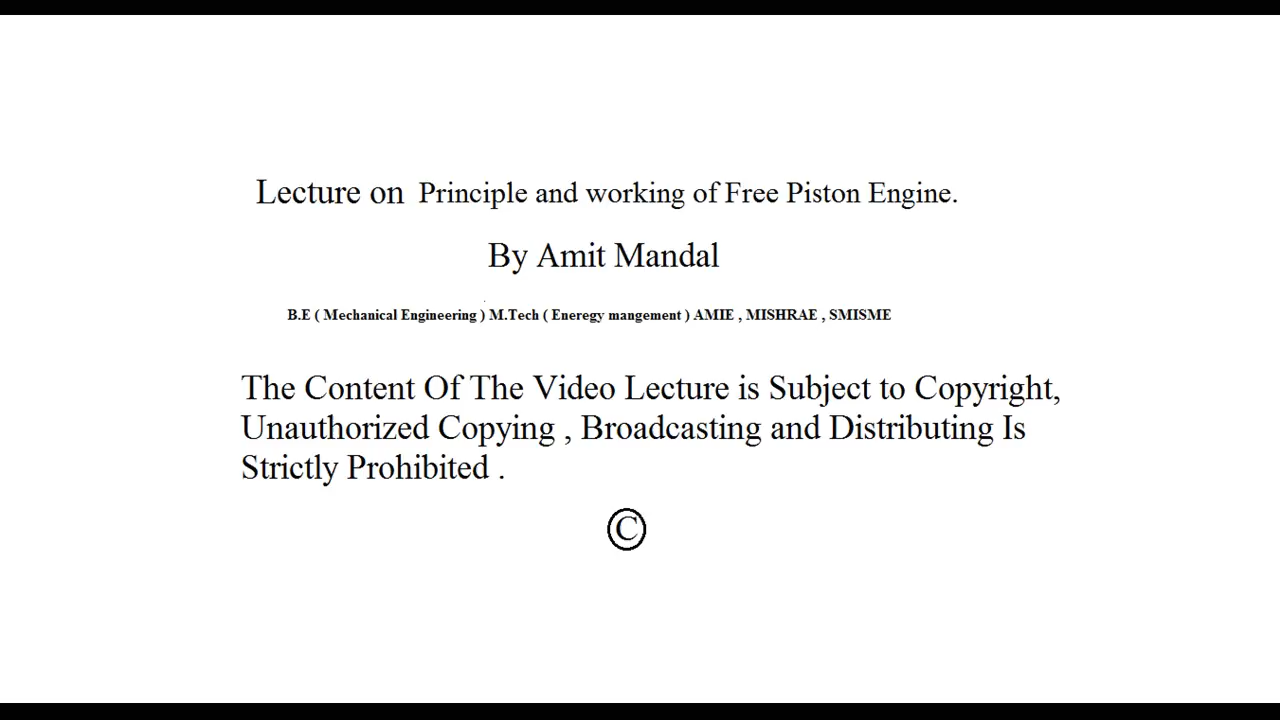 Lecture on Principle and working of Free Piston Engine.
By Amit Mandal
B.E ( Mechanical Engineering ) M.Tech ( Eneregy mangement ) AMIE , MISHRAE , SMISME
The Content Of The Video Lecture is Subject to Copyright,
Unauthorized Copying , Broadcasting and Distributing Is
Strictly Prohibited .
©